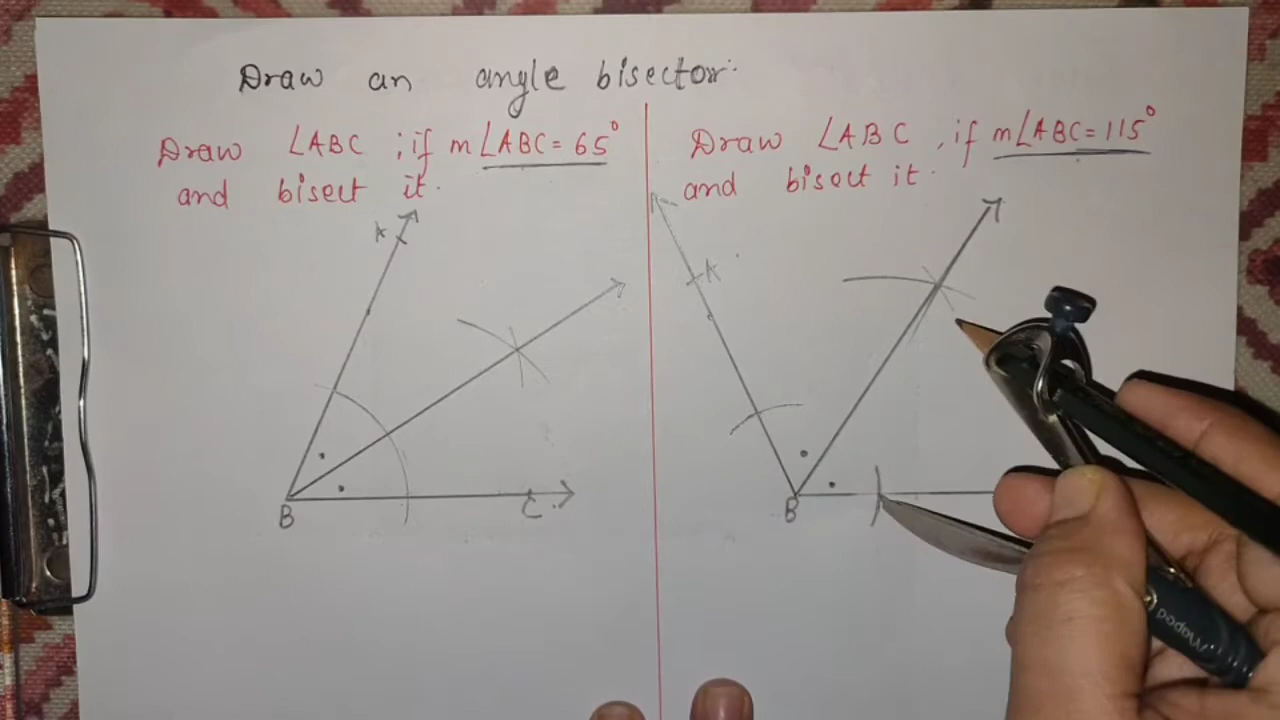 Draw an angle bisector.
Draw ∠ABC ; if m∠ABC = 65°
and bisect it.
Draw ∠ABC , if m∠ABC = 115°
and bisect it.
A
B
C
A
B
Maped